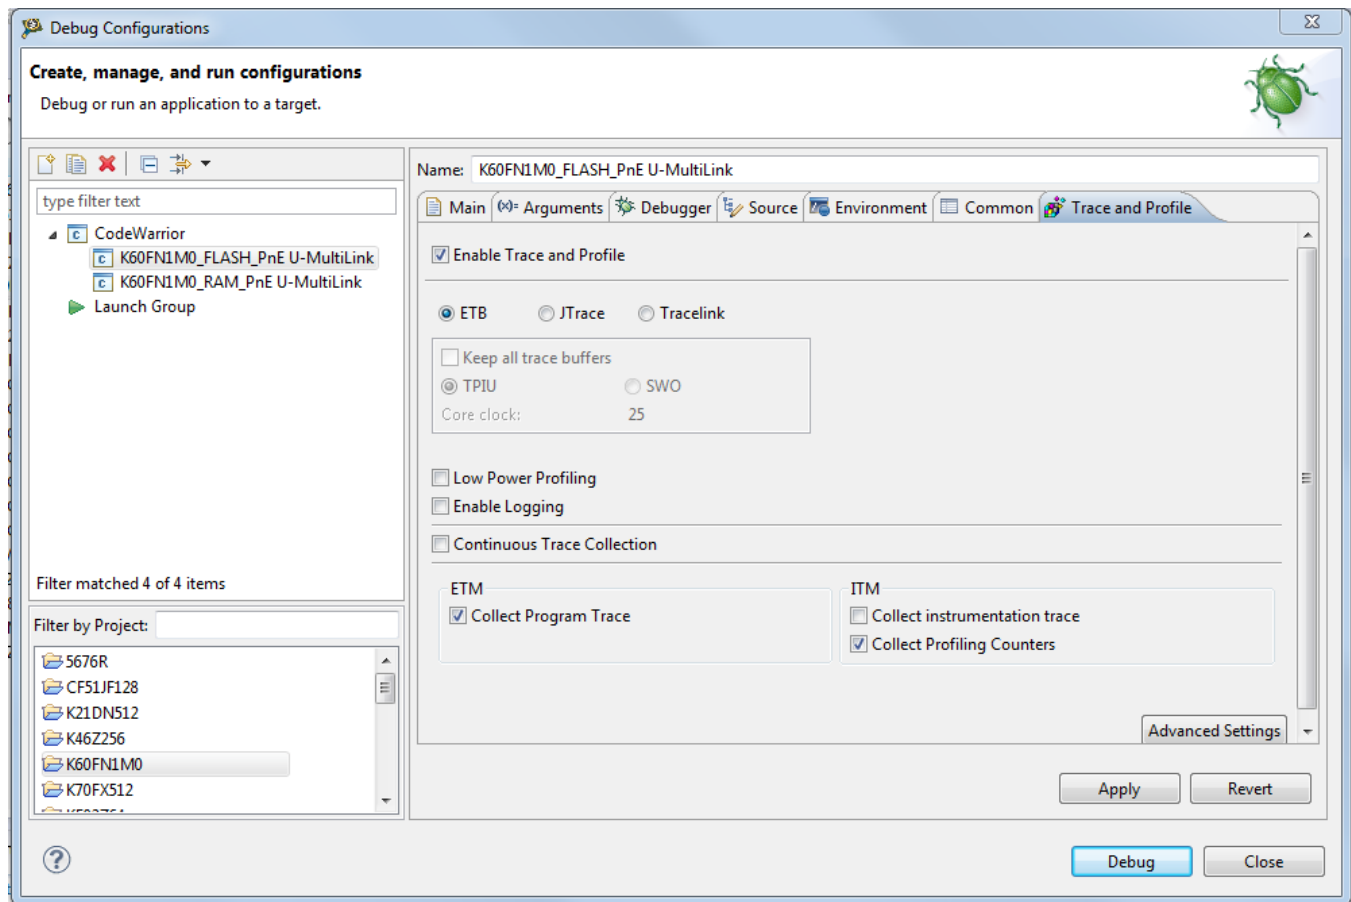 Debug Configurations
Create, manage, and run configurations
Debug or run an application to a target.
type filter text
CodeWarrior
K60FN1M0_FLASH_PnE U-MultiLink
K60FN1M0_RAM_PnE U-MultiLink
Launch Group
Filter matched 4 of 4 items
Filter by Project:
5676R
CF51JF128
K21DN512
K46Z256
K60FN1M0
K70FX512
Name: K60FN1M0_FLASH_PnE U-MultiLink
Main (x)= Arguments Debugger Source Environment Common Trace and Profile
Enable Trace and Profile
ETB JTrace Tracelink
Keep all trace buffers
TPIU SWO
Core clock: 25
Low Power Profiling
Enable Logging
Continuous Trace Collection
ETM
Collect Program Trace
ITM
Collect instrumentation trace
Collect Profiling Counters
Advanced Settings
Apply Revert
Debug Close